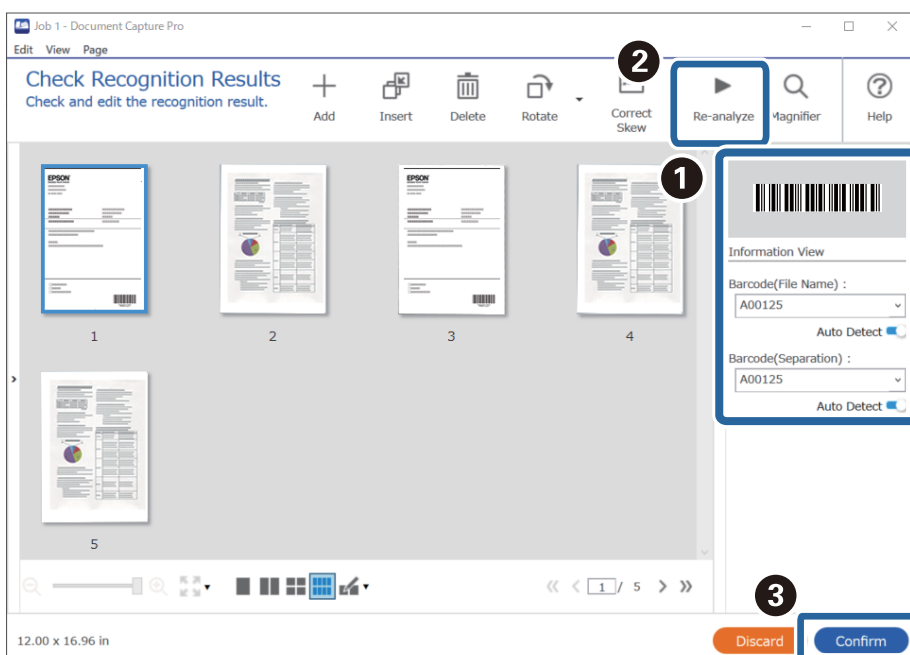 Job 1 - Document Capture Pro
Edit View Page
Check Recognition Results
Check and edit the recognition result.
Add
Insert
Delete
Rotate
2
Correct
Skew
Re-analyze
Magnifier
Help
1
EPSON
EPSON
1
2
3
4
5
Information View
Barcode(File Name) :
A00125
Auto Detect
Barcode(Separation) :
A00125
Auto Detect
1 / 5
3
12.00 x 16.96 in
Discard
Confirm